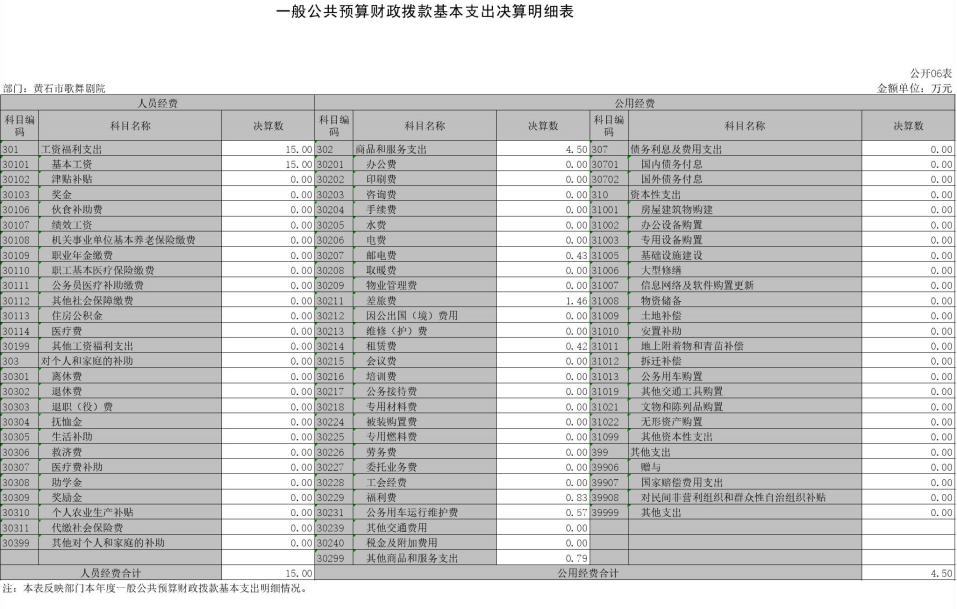 一般公共预算财政拨款基本支出决算明细表
公开06表
部门：黄石市歌舞剧院 金额单位：万元
人员经费 公用经费
科目编码 科目名称 决算数 科目编码 科目名称 决算数 科目编码 科目名称 决算数
301 工资福利支出 15.00 302 商品和服务支出 4.50 307 债务利息及费用支出 0.00
30101 基本工资 15.00 30201 办公费 0.00 30701 国内债务付息 0.00
30102 津贴补贴 0.00 30202 印刷费 0.00 30702 国外债务付息 0.00
30103 奖金 0.00 30203 咨询费 0.00 310 资本性支出 0.00
30106 伙食补助费 0.00 30204 手续费 0.00 31001 房屋建筑物购建 0.00
30107 绩效工资 0.00 30205 水费 0.00 31002 办公设备购置 0.00
30108 机关事业单位基本养老保险缴费 0.00 30206 电费 0.00 31003 专用设备购置 0.00
30109 职业年金缴费 0.00 30207 邮电费 0.43 31005 基础设施建设 0.00
30110 职工基本医疗保险缴费 0.00 30208 取暖费 0.00 31006 大型修缮 0.00
30111 公务员医疗补助缴费 0.00 30209 物业管理费 0.00 31007 信息网络及软件购置更新 0.00
30112 其他社会保障缴费 0.00 30211 差旅费 1.46 31008 物资储备 0.00
30113 住房公积金 0.00 30212 因公出国（境）费用 0.00 31009 土地补偿 0.00
30114 医疗费 0.00 30213 维修（护）费 0.00 31010 安置补助 0.00
30199 其他工资福利支出 0.00 30214 租赁费 0.42 31011 地上附着物和青苗补偿 0.00
303 对个人和家庭的补助 0.00 30215 会议费 0.00 31012 拆迁补偿 0.00
30301 离休费 0.00 30216 培训费 0.00 31013 公务用车购置 0.00
30302 退休费 0.00 30217 公务接待费 0.00 31019 其他交通工具购置 0.00
30303 退职（役）费 0.00 30218 专用材料费 0.00 31021 文物和陈列品购置 0.00
30304 抚恤金 0.00 30224 被装购置费 0.00 31022 无形资产购置 0.00
30305 生活补助 0.00 30225 专用燃料费 0.00 31099 其他资本性支出 0.00
30306 救济费 0.00 30226 劳务费 0.00 399 其他支出 0.00
30307 医疗费补助 0.00 30227 委托业务费 0.00 39906 赠与 0.00
30308 助学金 0.00 30228 工会经费 0.00 39907 国家赔偿费用支出 0.00
30309 奖励金 0.00 30229 福利费 0.83 39908 对民间非营利组织和群众性自治组织补贴 0.00
30310 个人农业生产补贴 0.00 30231 公务用车运行维护费 0.57 39999 其他支出 0.00
30311 代缴社会保险费 0.00 30239 其他交通费用 0.00
30399 其他对个人和家庭的补助 0.00 30240 税金及附加费用 0.00
30299 其他商品和服务支出 0.79
人员经费合计 15.00 公用经费合计 4.50
注：本表反映部门本年度一般公共预算财政拨款基本支出明细情况。